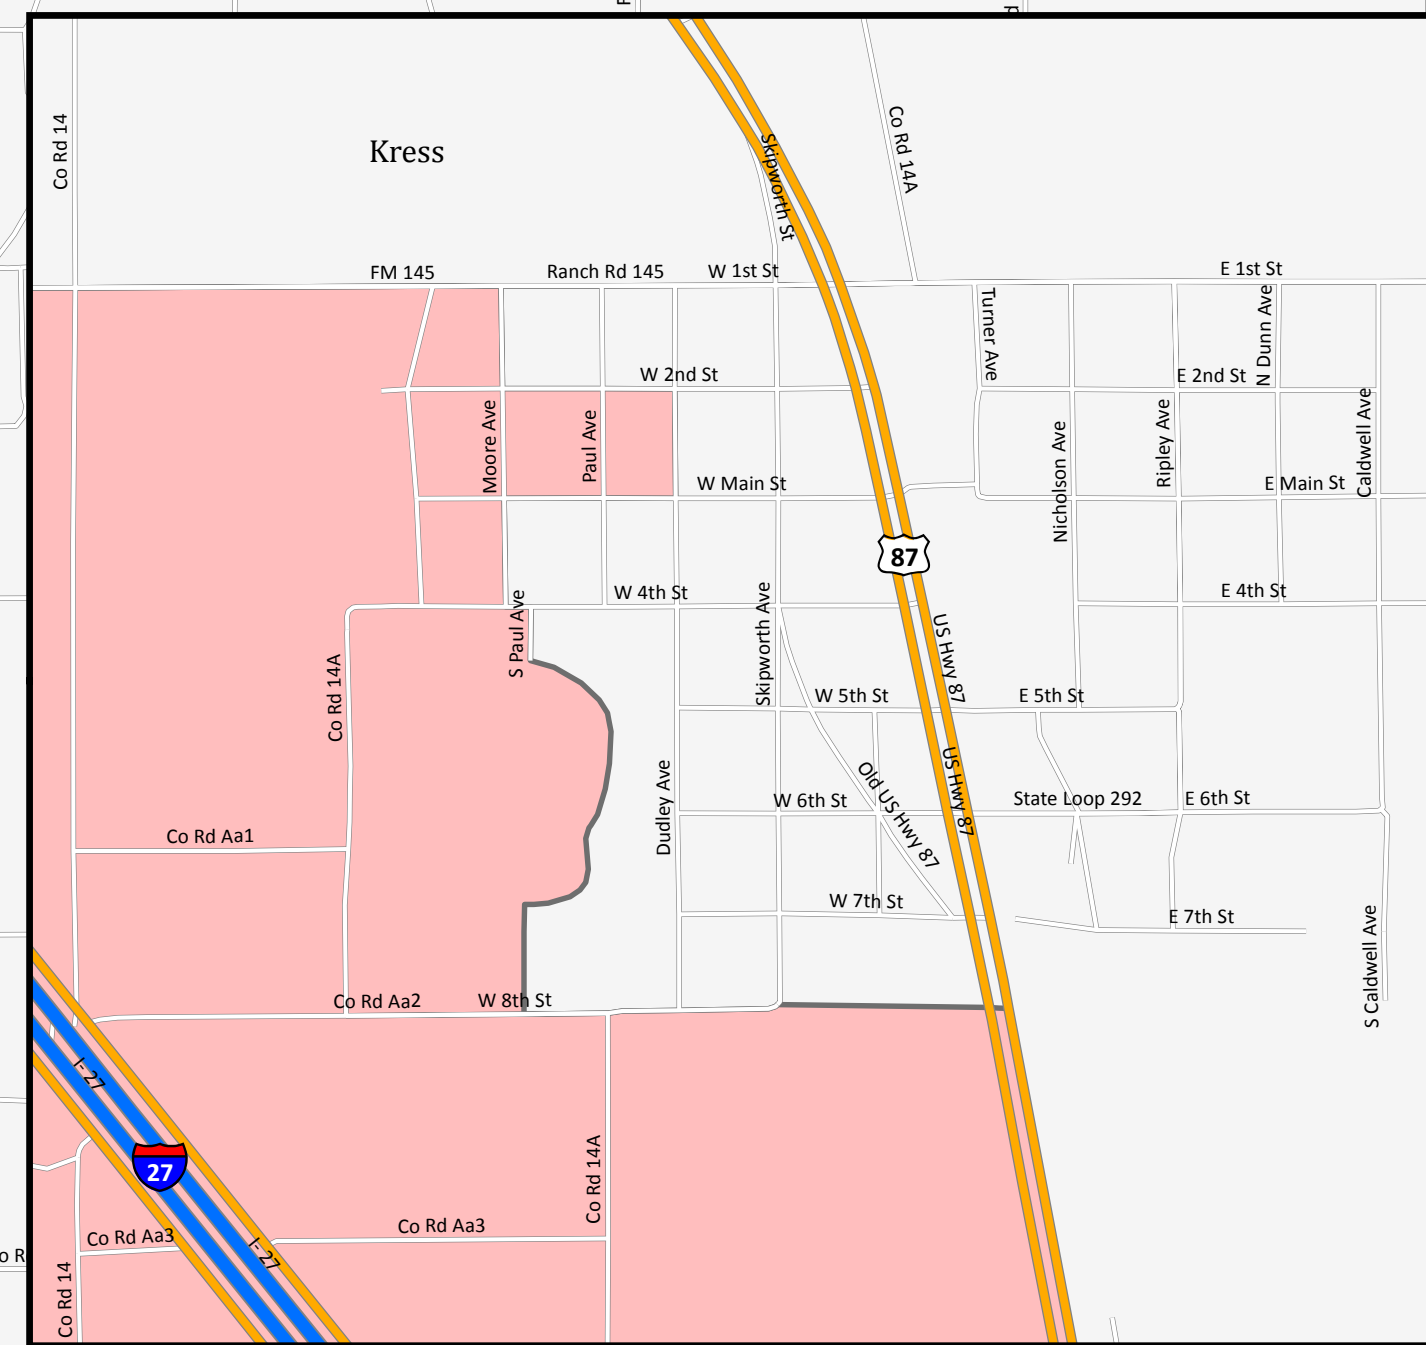 Co Rd 14
Kress
Skipworth St
Co Rd 14A
FM 145
Ranch Rd 145
W 1st St
E 1st St
Turner Ave
N Dunn Ave
W 2nd St
E 2nd St
Moore Ave
Paul Ave
Nicholson Ave
Ripley Ave
Caldwell Ave
W Main St
E Main St
87
W 4th St
E 4th St
S Paul Ave
Skipworth Ave
US Hwy 87
Co Rd 14A
W 5th St
E 5th St
Dudley Ave
Old US Hwy 87
US Hwy 87
W 6th St
State Loop 292
E 6th St
Co Rd Aa1
W 7th St
E 7th St
S Caldwell Ave
Co Rd Aa2
W 8th St
I- 27
27
Co Rd 14A
Co Rd Aa3
Co Rd Aa3
I- 27
Co Rd 14